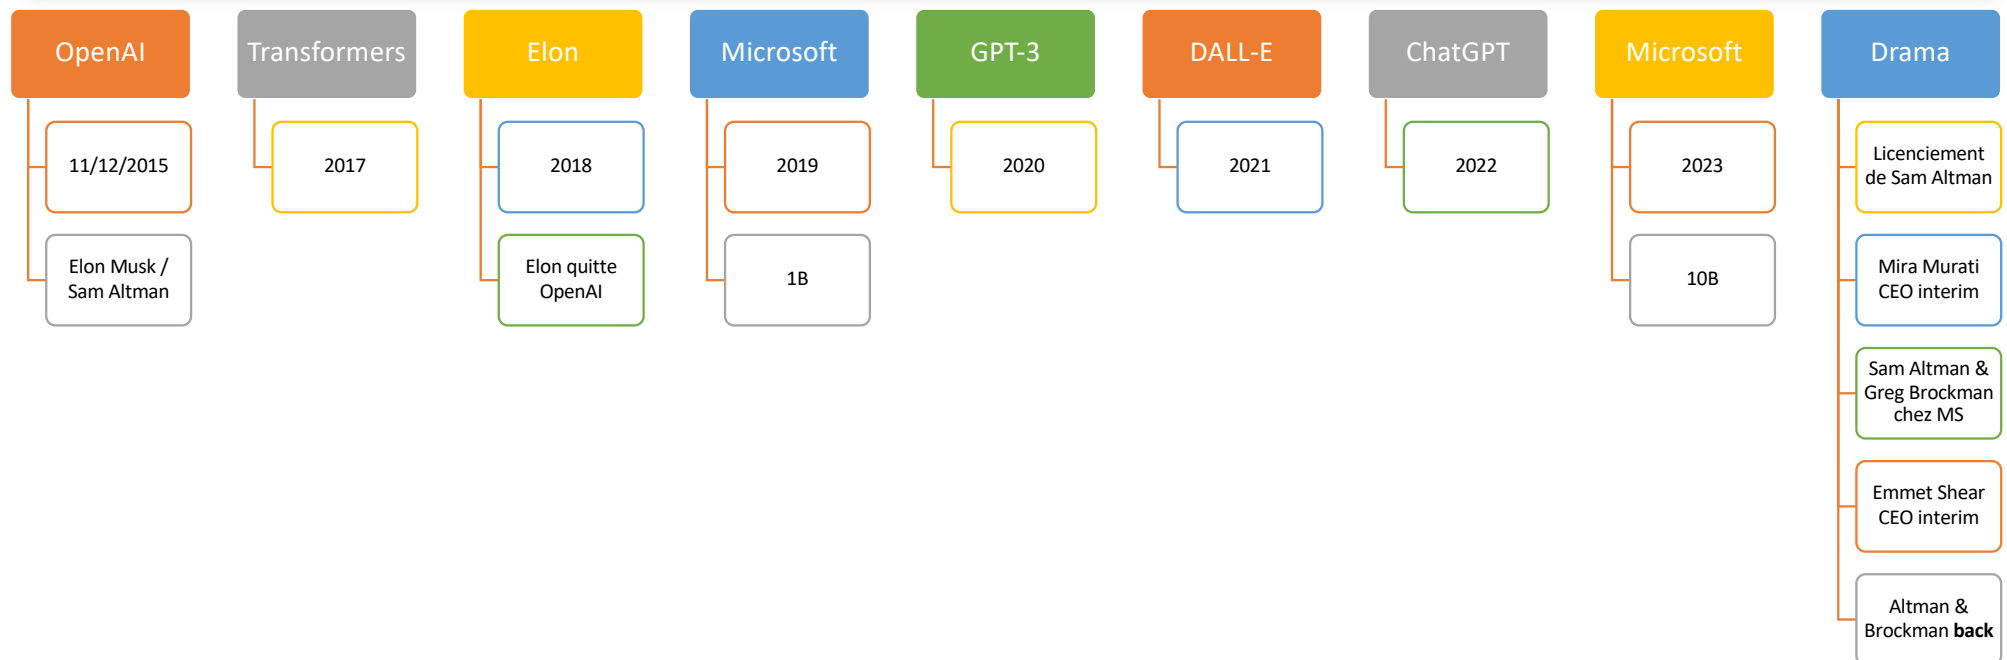 OpenAI
11/12/2015
Elon Musk /
Sam Altman
Transformers
2017
Elon
2018
Elon quitte
OpenAI
Microsoft
2019
1B
GPT-3
2020
DALL-E
2021
ChatGPT
2022
Microsoft
2023
10B
Drama
Licenciement
de Sam Altman
Mira Murati
CEO interim
Sam Altman &
Greg Brockman
chez MS
Emmet Shear
CEO interim
Altman &
Brockman back